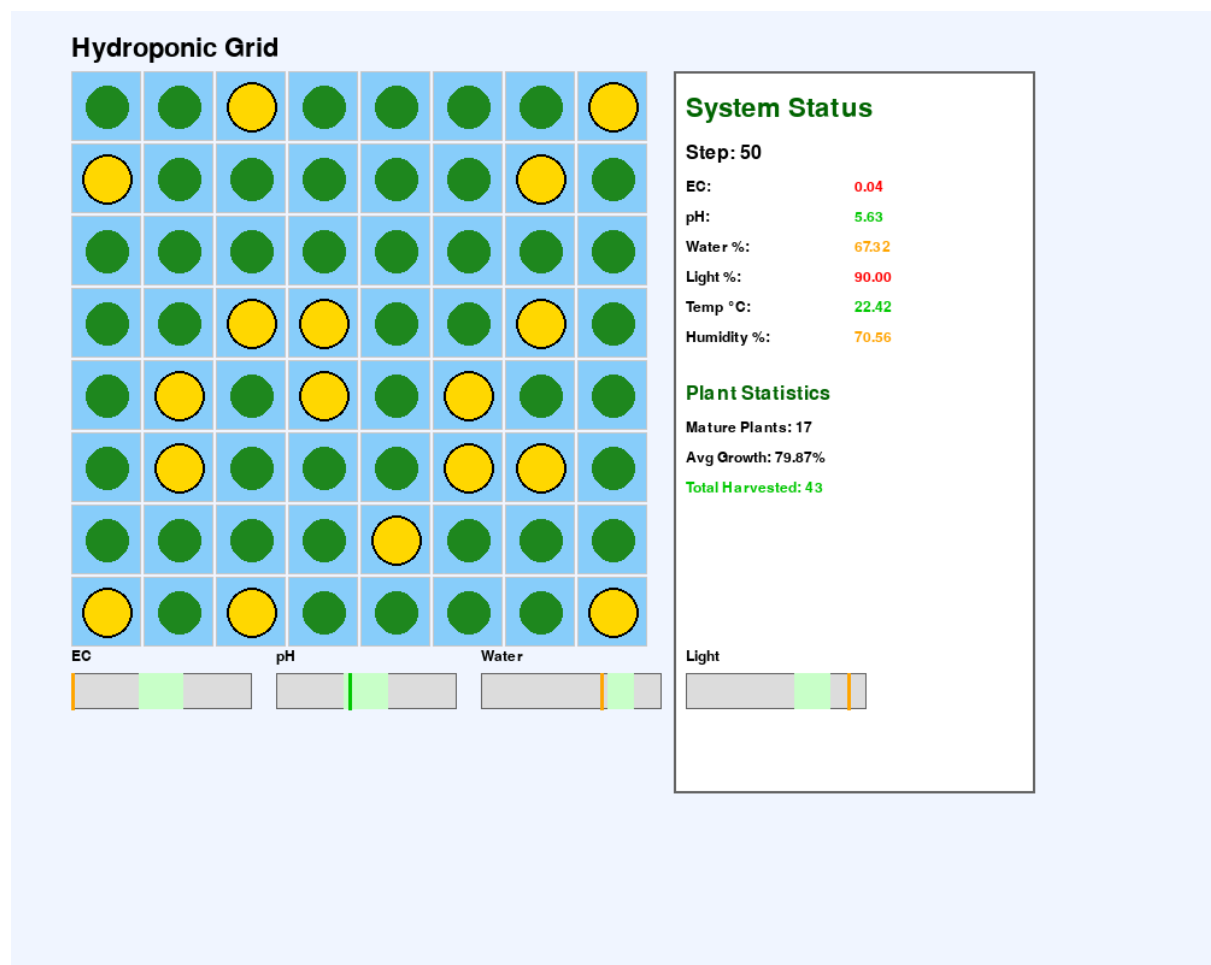 Hydroponic Grid
System Status
Step: 50
EC: 0.04
pH: 5.63
Water %: 67.32
Light %: 90.00
Temp °C: 22.42
Humidity %: 70.56
Plant Statistics
Mature Plants: 17
Avg Growth: 79.87%
Total Harvested: 43
EC pH Water Light